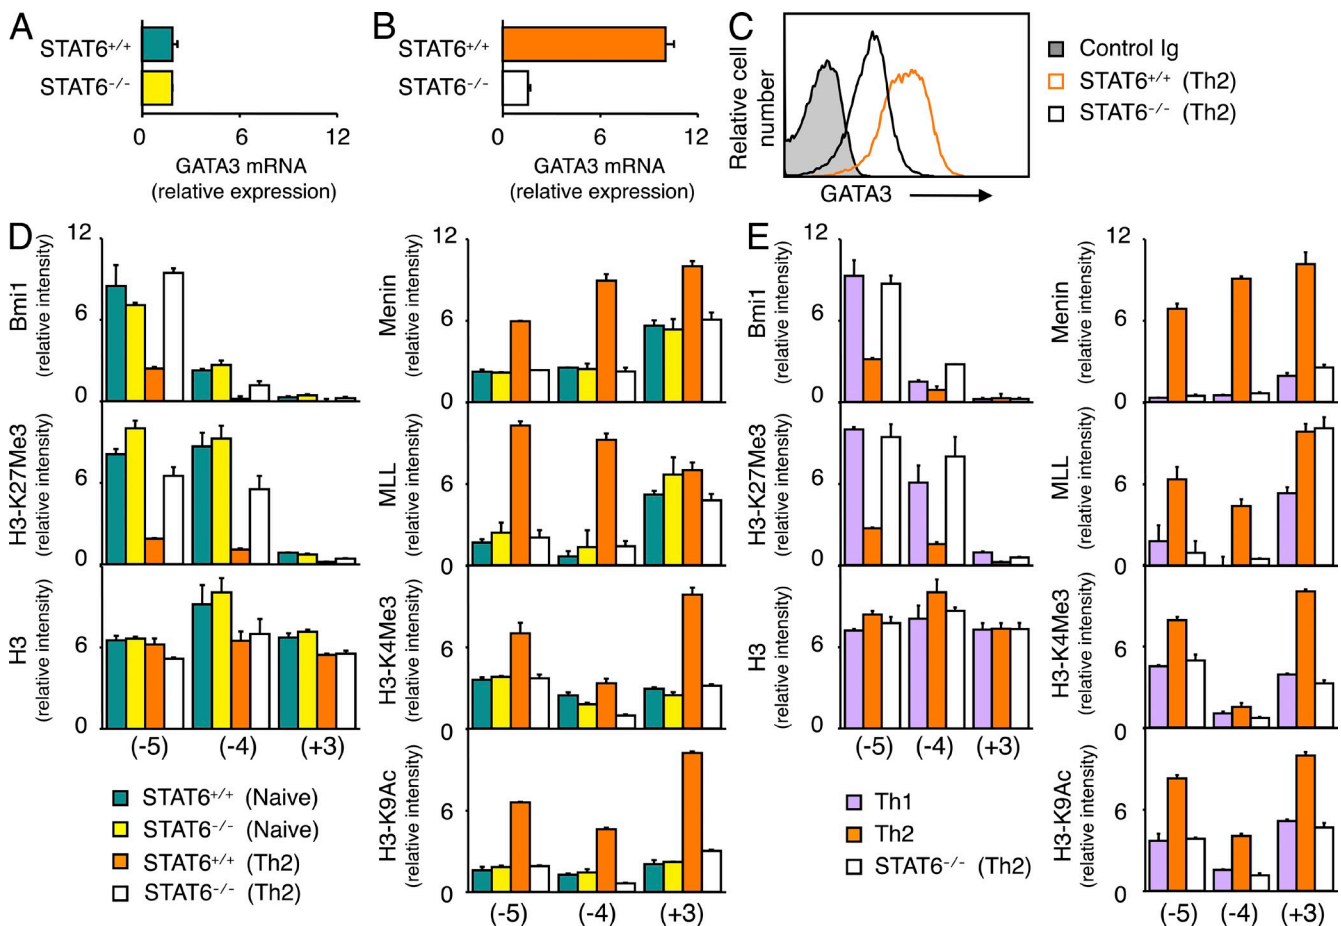 A
STAT6+/+
STAT6-/-
0 6 12
GATA3 mRNA
(relative expression)
B
STAT6+/+
STAT6-/-
0 6 12
GATA3 mRNA
(relative expression)
C
Relative cell
number
GATA3
Control Ig
STAT6+/+ (Th2)
STAT6-/- (Th2)
D
Bmi1
(relative intensity)
12
6
0
H3-K27Me3
(relative intensity)
6
0
H3
(relative intensity)
6
0
(-5) (-4) (+3)
STAT6+/+ (Naive)
STAT6-/- (Naive)
STAT6+/+ (Th2)
STAT6-/- (Th2)
Menin
(relative intensity)
12
6
0
MLL
(relative intensity)
6
0
H3-K4Me3
(relative intensity)
6
0
H3-K9Ac
(relative intensity)
6
0
(-5) (-4) (+3)
E
Bmi1
(relative intensity)
12
6
0
H3-K27Me3
(relative intensity)
6
0
H3
(relative intensity)
6
0
(-5) (-4) (+3)
Th1
Th2
STAT6-/- (Th2)
Menin
(relative intensity)
12
6
0
MLL
(relative intensity)
6
0
H3-K4Me3
(relative intensity)
6
0
H3-K9Ac
(relative intensity)
6
0
(-5) (-4) (+3)